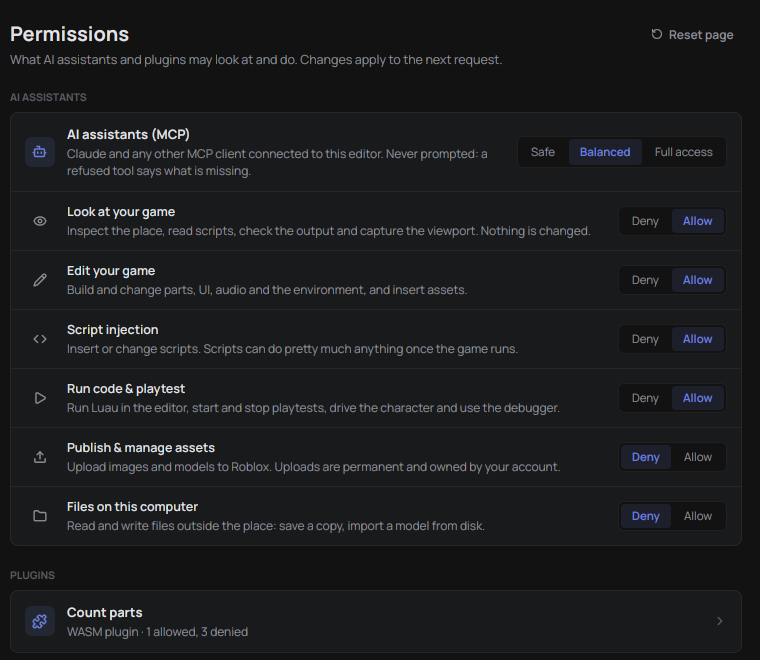 Permissions
Reset page
What AI assistants and plugins may look at and do. Changes apply to the next request.
AI ASSISTANTS
AI assistants (MCP)
Claude and any other MCP client connected to this editor. Never prompted: a
refused tool says what is missing.
Safe Balanced Full access
Look at your game
Inspect the place, read scripts, check the output and capture the viewport. Nothing is changed.
Deny Allow
Edit your game
Build and change parts, UI, audio and the environment, and insert assets.
Deny Allow
Script injection
Insert or change scripts. Scripts can do pretty much anything once the game runs.
Deny Allow
Run code & playtest
Run Luau in the editor, start and stop playtests, drive the character and use the debugger.
Deny Allow
Publish & manage assets
Upload images and models to Roblox. Uploads are permanent and owned by your account.
Deny Allow
Files on this computer
Read and write files outside the place: save a copy, import a model from disk.
Deny Allow
PLUGINS
Count parts
WASM plugin · 1 allowed, 3 denied